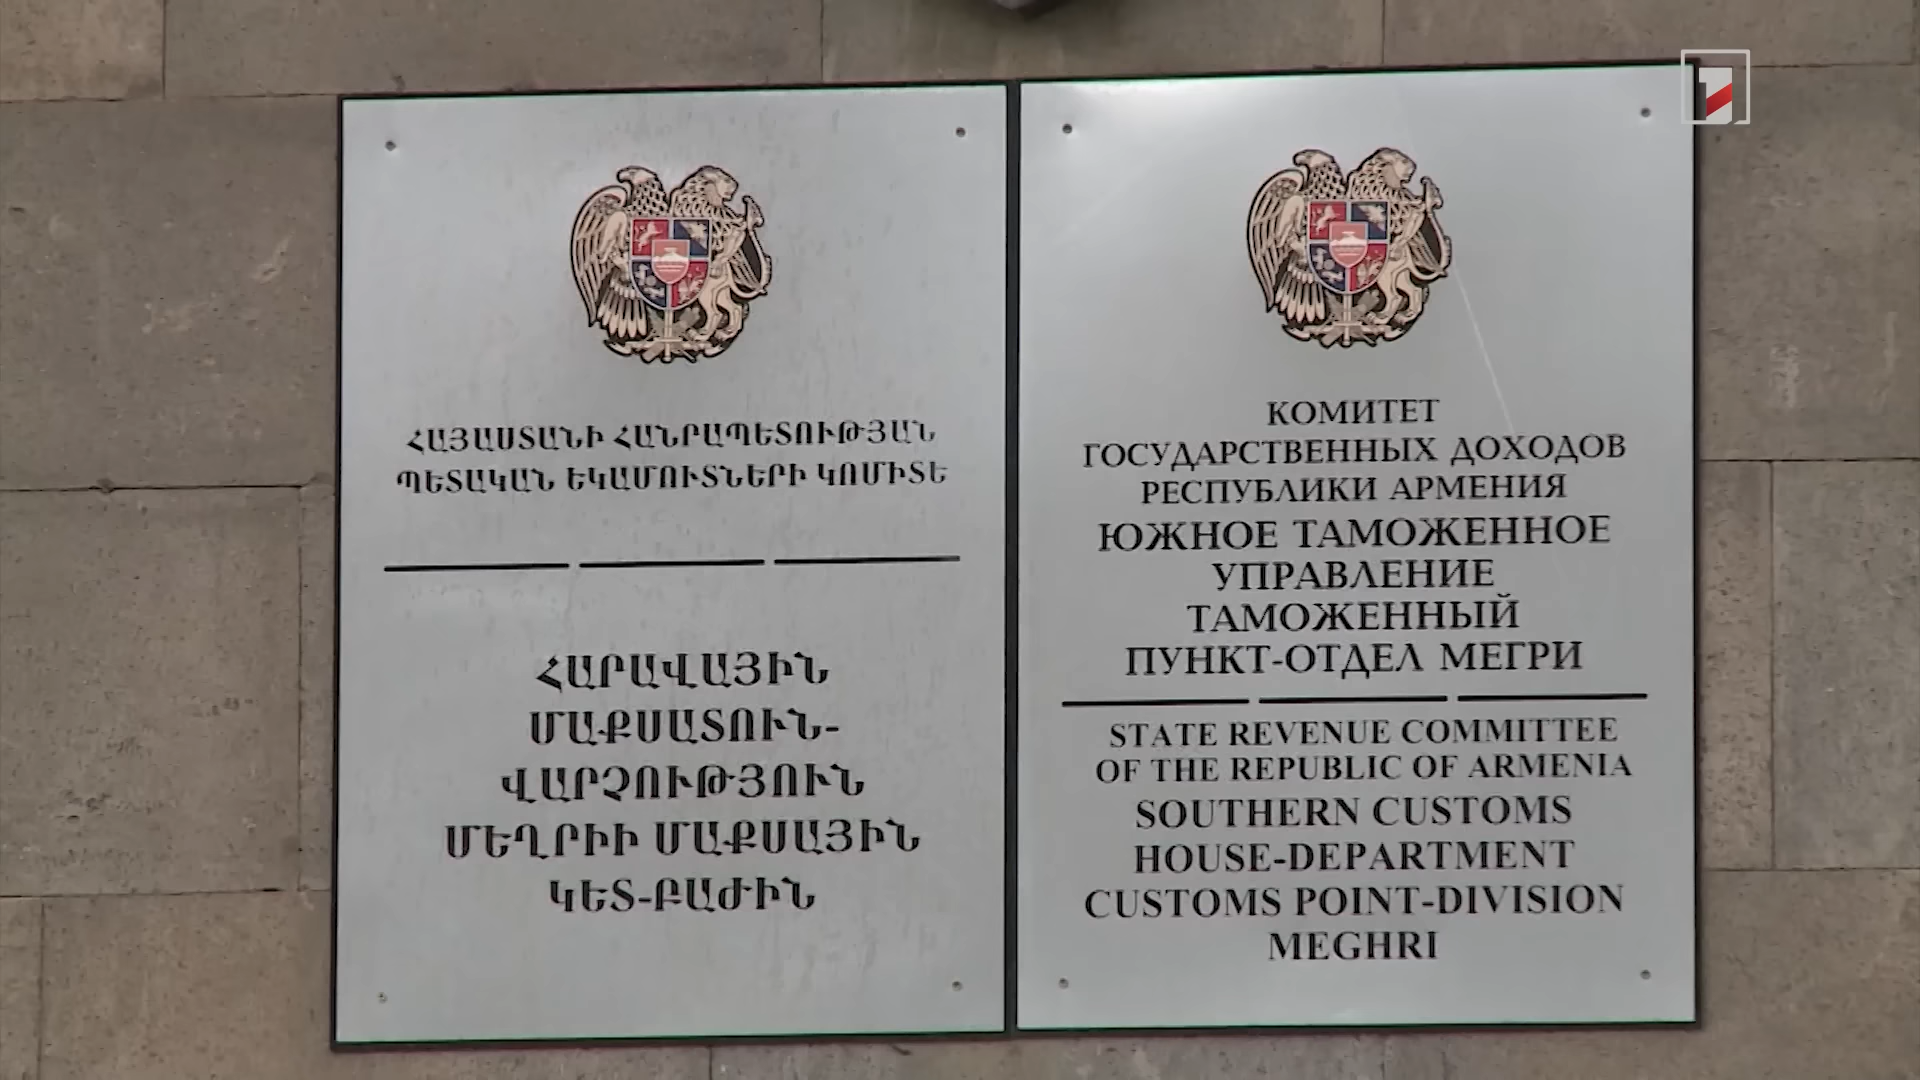 ՀԱՅԱՍՏԱՆԻ ՀԱՆՐԱՊԵՏՈՒԹՅԱՆ
ՊԵՏԱԿԱՆ ԵԿԱՄՈՒՏՆԵՐԻ ԿՈՄԻՏԵ
ՀԱՐԱՎԱՅԻՆ
ՄԱՔՍԱՏՈՒՆ-
ՎԱՐՉՈՒԹՅՈՒՆ
ՄԵՂՐԻԻ ՄԱՔՍԱՅԻՆ
ԿԵՏ-ԲԱԺԻՆ
КОМИТЕТ
ГОСУДАРСТВЕННЫХ ДОХОДОВ
РЕСПУБЛИКИ АРМЕНИЯ
ЮЖНОЕ ТАМОЖЕННОЕ
УПРАВЛЕНИЕ
ТАМОЖЕННЫЙ
ПУНКТ-ОТДЕЛ МЕГРИ
STATE REVENUE COMMITTEE
OF THE REPUBLIC OF ARMENIA
SOUTHERN CUSTOMS
HOUSE-DEPARTMENT
CUSTOMS POINT-DIVISION
MEGHRI